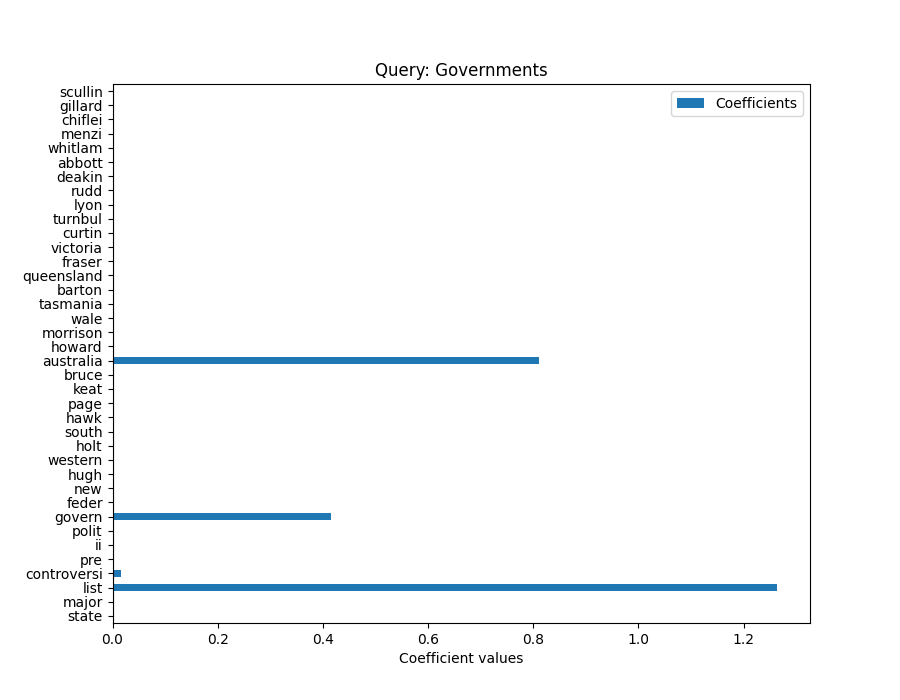 Query: Governments
Coefficients
scullin
gillard
chiflei
menzi
whitlam
abbott
deakin
rudd
lyon
turnbul
curtin
victoria
fraser
queensland
barton
tasmania
wale
morrison
howard
australia
bruce
keat
page
hawk
south
holt
western
hugh
new
feder
govern
polit
ii
pre
controversi
list
major
state
0.0 0.2 0.4 0.6 0.8 1.0 1.2
Coefficient values